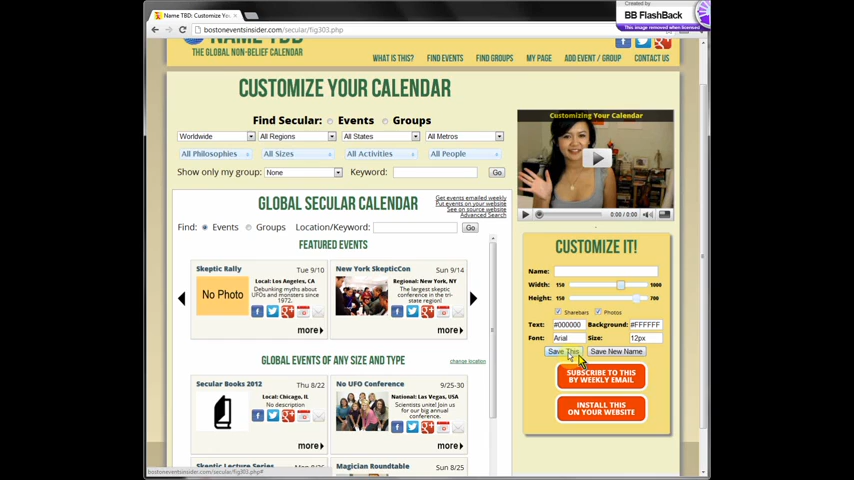 Name TBD: Customize Yo
Created by
BB FlashBack
This image removed when licensed
bostoneventsinsider.com/secular/fig303.php
NAME TBD
THE GLOBAL NON-BELIEF CALENDAR
WHAT IS THIS?
FIND EVENTS
FIND GROUPS
MY PAGE
ADD EVENT / GROUP
CONTACT US
CUSTOMIZE YOUR CALENDAR
Find Secular: Events Groups
Worldwide All Regions All States All Metros
All Philosophies All Sizes All Activities All People
Show only my group: None Keyword: Go
Customizing Your Calendar
0:00 / 0:00
GLOBAL SECULAR CALENDAR
Get events emailed weekly
Put events on your website
See on source website
Advanced Search
Find: Events Groups Location/Keyword: Go
FEATURED EVENTS
Skeptic Rally Tue 9/10
No Photo
Local: Los Angeles, CA
Debunking myths about
UFOs and monsters since
1972.
more
New York SkepticCon Sun 9/14
Regional: New York, NY
The largest skeptic
conference in the tri-
state region!
more
GLOBAL EVENTS OF ANY SIZE AND TYPE
change location
Secular Books 2012 Thu 8/22
Local: Chicago, IL
No description
more
No UFO Conference 9/25-30
National: Las Vegas, USA
Scientists unite! Join us
for our big annual
conference.
more
Secular Lecture Series Mon 8/26
Magician Roundtable Sun 8/25
CUSTOMIZE IT!
Name:
Width: 150 1000
Height: 150 700
Sharebars Photos
Text: #000000 Background: #FFFFFF
Font: Arial Size: 12px
Save This Save New Name
SUBSCRIBE TO THIS
BY WEEKLY EMAIL
INSTALL THIS
ON YOUR WEBSITE
bostoneventsinsider.com/secular/fig303.php#